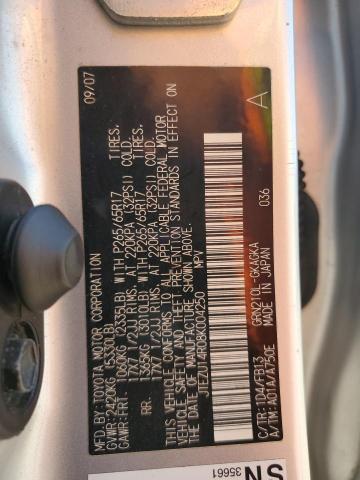 MFD.BY:TOYOTA MOTOR CORPORATION 09/07
GVWR: 2420KG (5330LB)
GAWR:FRT. 1060KG (2335LB) WITH P265/65R17 TIRES.
17X7 1/2JJ RIMS. AT 220KPA (32PSI) COLD.
RR. 1365KG (3010LB) WITH P265/65R17 TIRES.
17X7 1/2JJ RIMS. AT 220KPA (32PSI) COLD.
THIS VEHICLE CONFORMS TO ALL APPLICABLE FEDERAL MOTOR
VEHICLE SAFETY AND THEFT PREVENTION STANDARDS IN EFFECT ON
THE DATE OF MANUFACTURE SHOWN ABOVE.
JTEZU14R08K004250 MPV
A
036
C/TR: 1D4/FB13 GRN210L-GKAGKA
A/TM: A01A/A750E MADE IN JAPAN
SN
35661